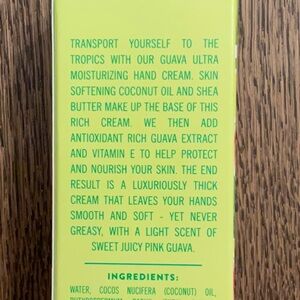 TRANSPORT YOURSELF TO THE
TROPICS WITH OUR GUAVA ULTRA
MOISTURIZING HAND CREAM. SKIN
SOFTENING COCONUT OIL AND SHEA
BUTTER MAKE UP THE BASE OF THIS
RICH CREAM. WE THEN ADD
ANTIOXIDANT RICH GUAVA EXTRACT
AND VITAMIN E TO HELP PROTECT
AND NOURISH YOUR SKIN. THE END
RESULT IS A LUXURIOUSLY THICK
CREAM THAT LEAVES YOUR HANDS
SMOOTH AND SOFT - YET NEVER
GREASY, WITH A LIGHT SCENT OF
SWEET JUICY PINK GUAVA.
INGREDIENTS:
WATER, COCOS NUCIFERA (COCONUT) OIL,